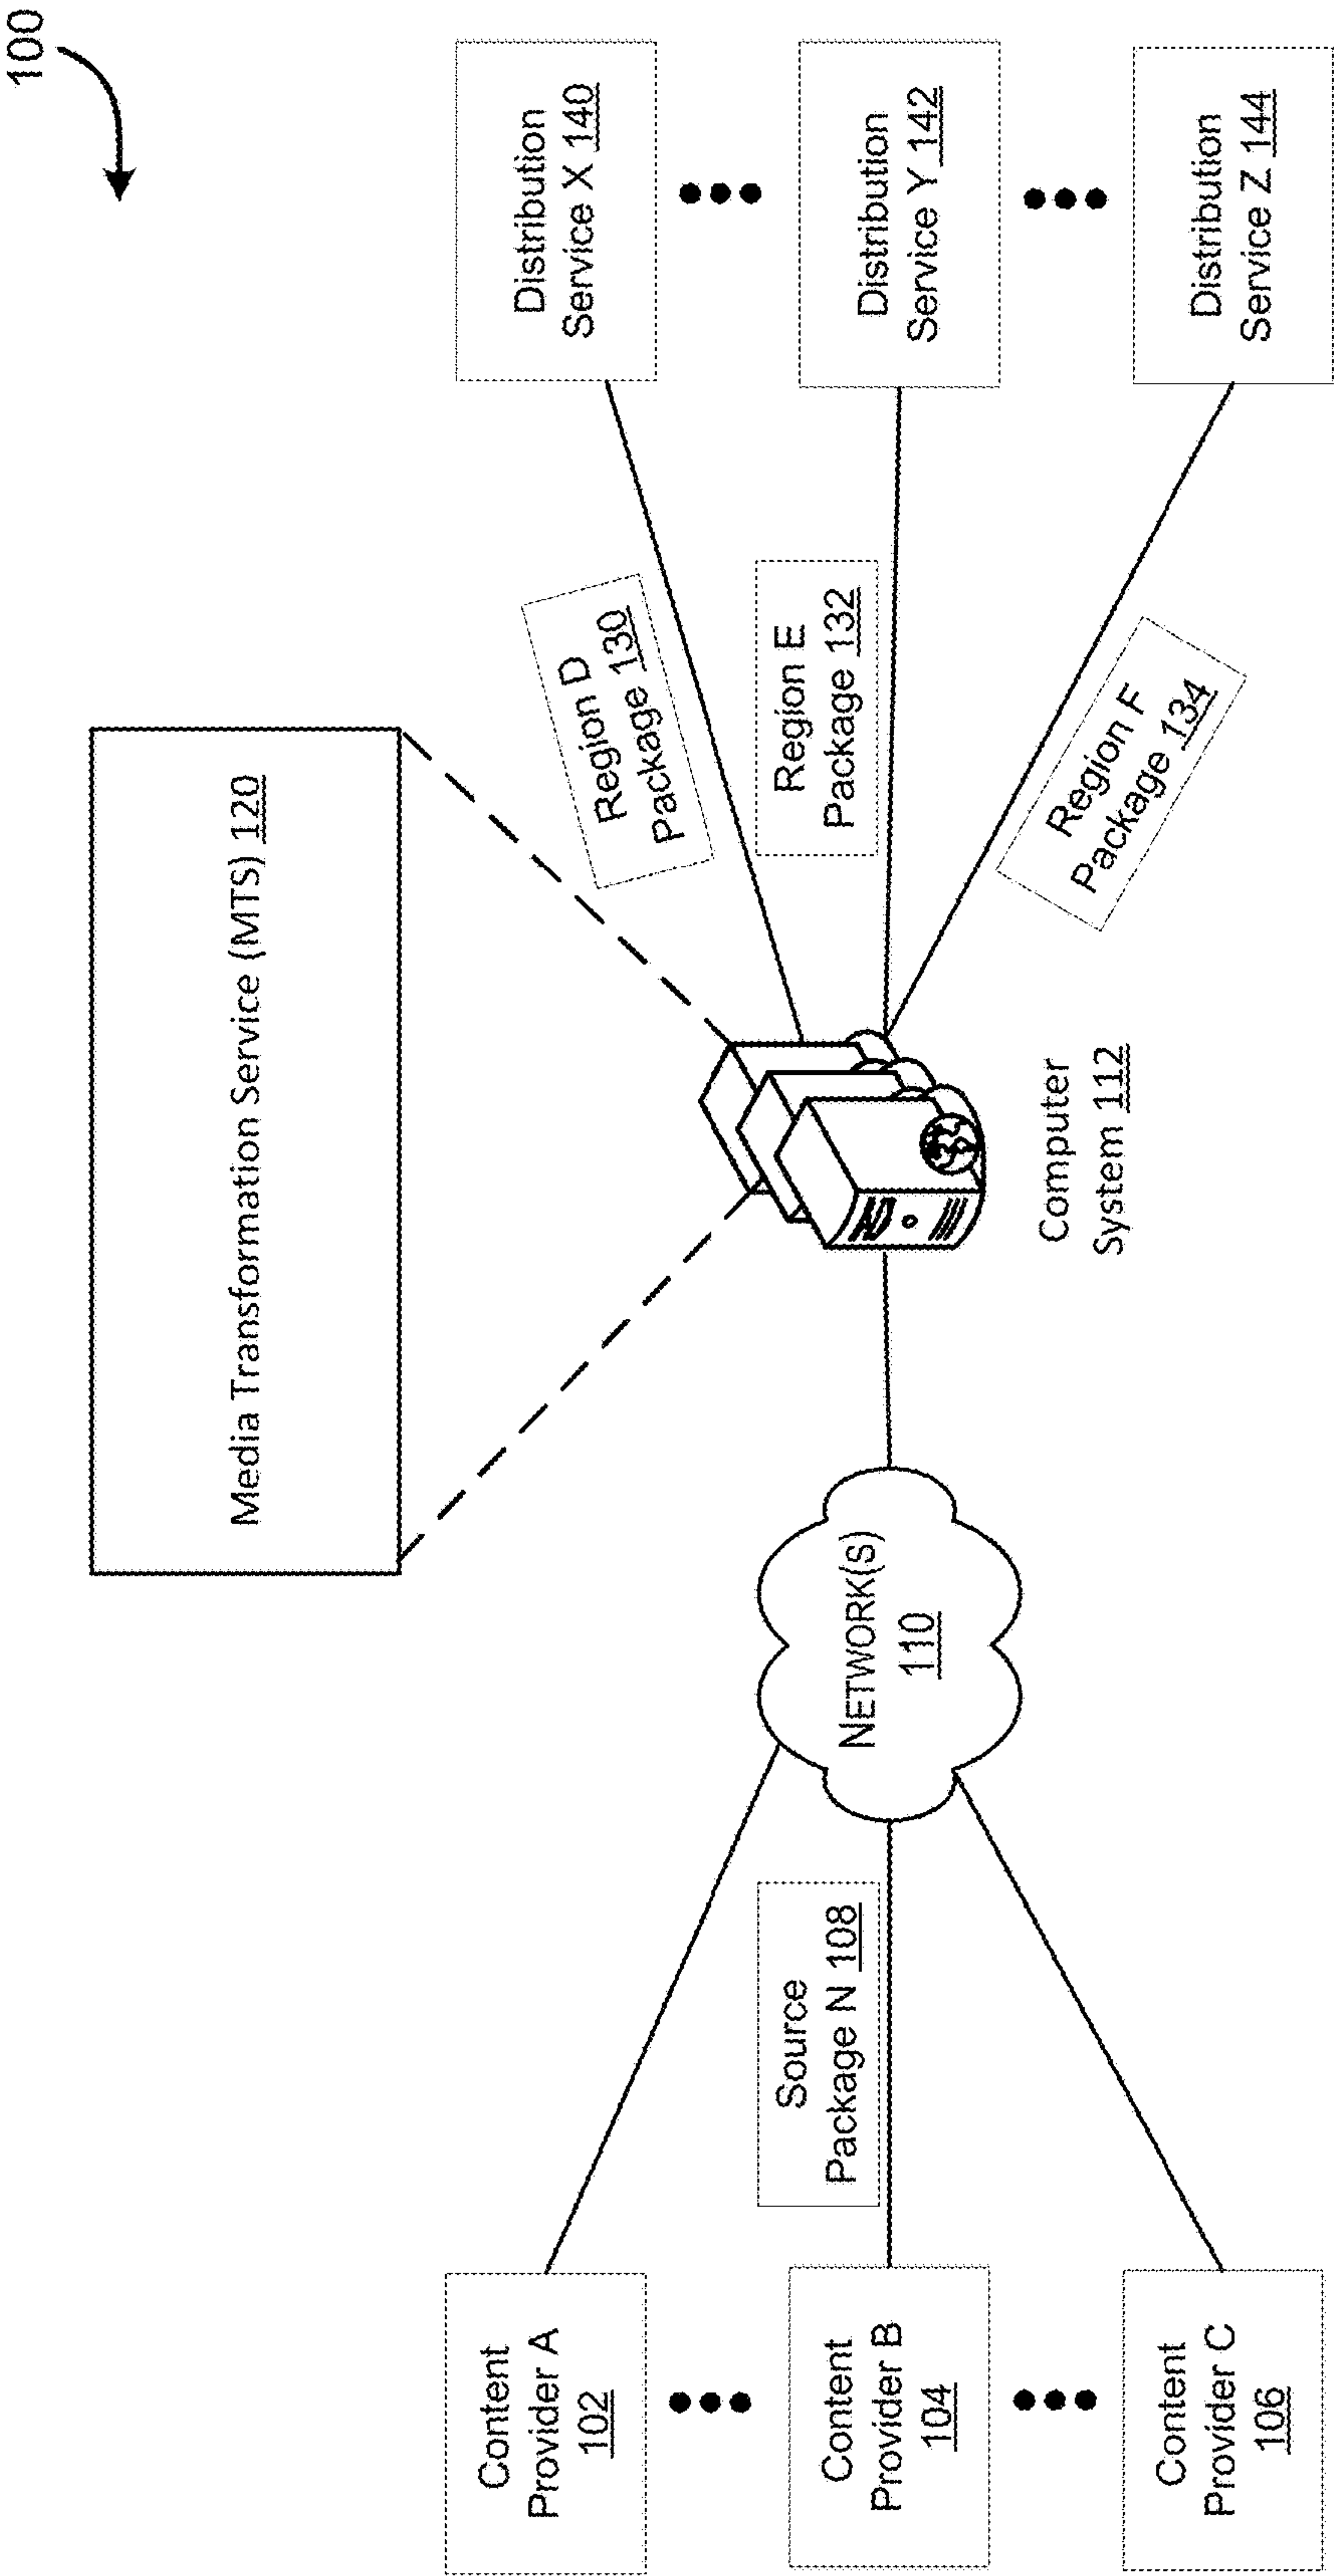 100
Media Transformation Service (MTS) 120
Content
Provider A
102
Content
Provider B
104
Content
Provider C
106
Source
Package N 108
NETWORK(S)
110
Computer
System 112
Region D
Package 130
Region E
Package 132
Region F
Package 134
Distribution
Service X 140
Distribution
Service Y 142
Distribution
Service Z 144